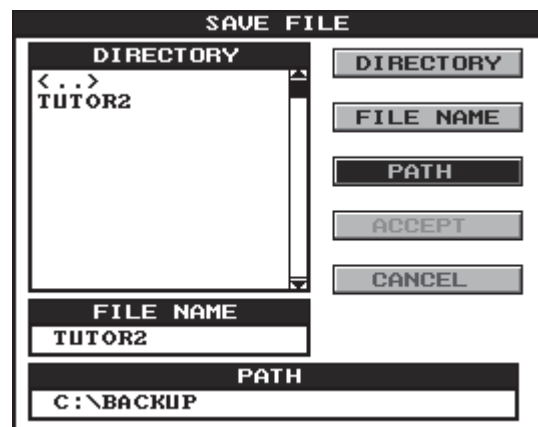 SAVE FILE
DIRECTORY
<..>
TUTOR2
DIRECTORY
FILE NAME
PATH
ACCEPT
CANCEL
FILE NAME
TUTOR2
PATH
C:\BACKUP